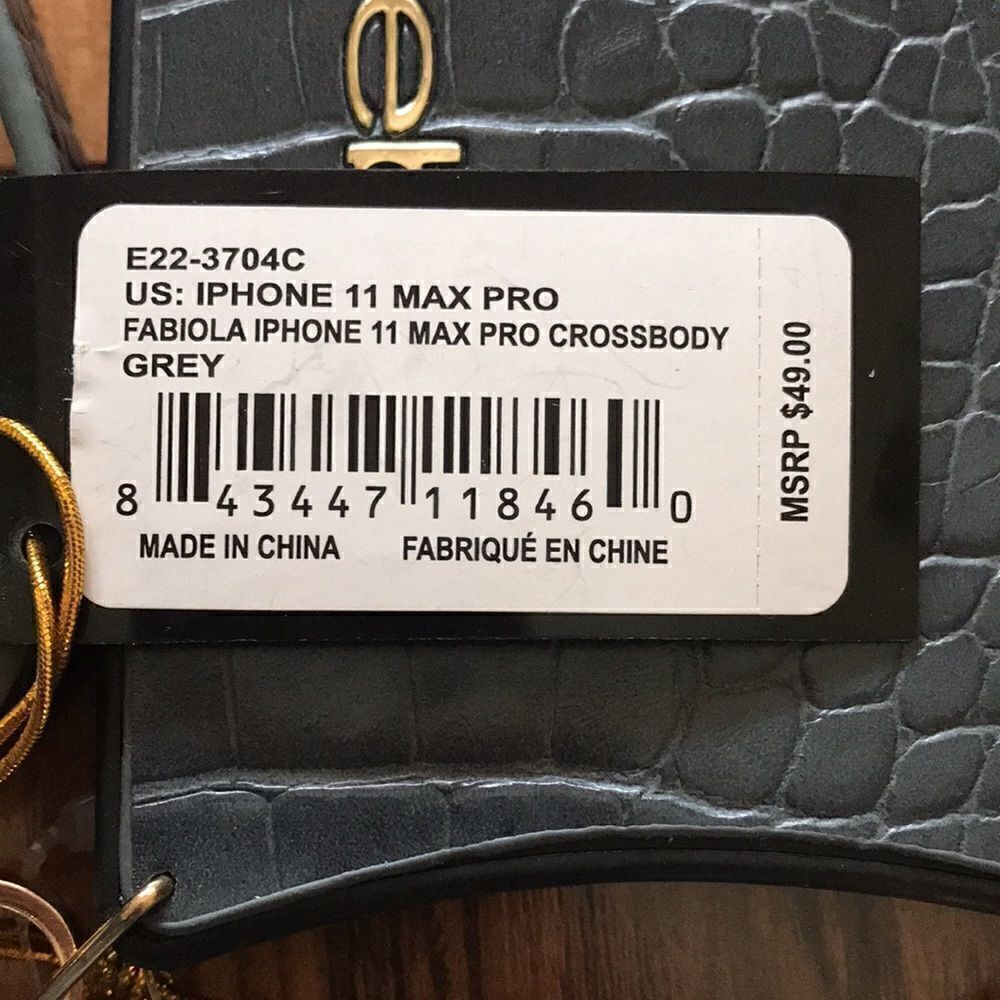 E22-3704C
US: IPHONE 11 MAX PRO
FABIOLA IPHONE 11 MAX PRO CROSSBODY
GREY
8 43447 11846 0
MADE IN CHINA FABRIQUÉ EN CHINE
MSRP $49.00